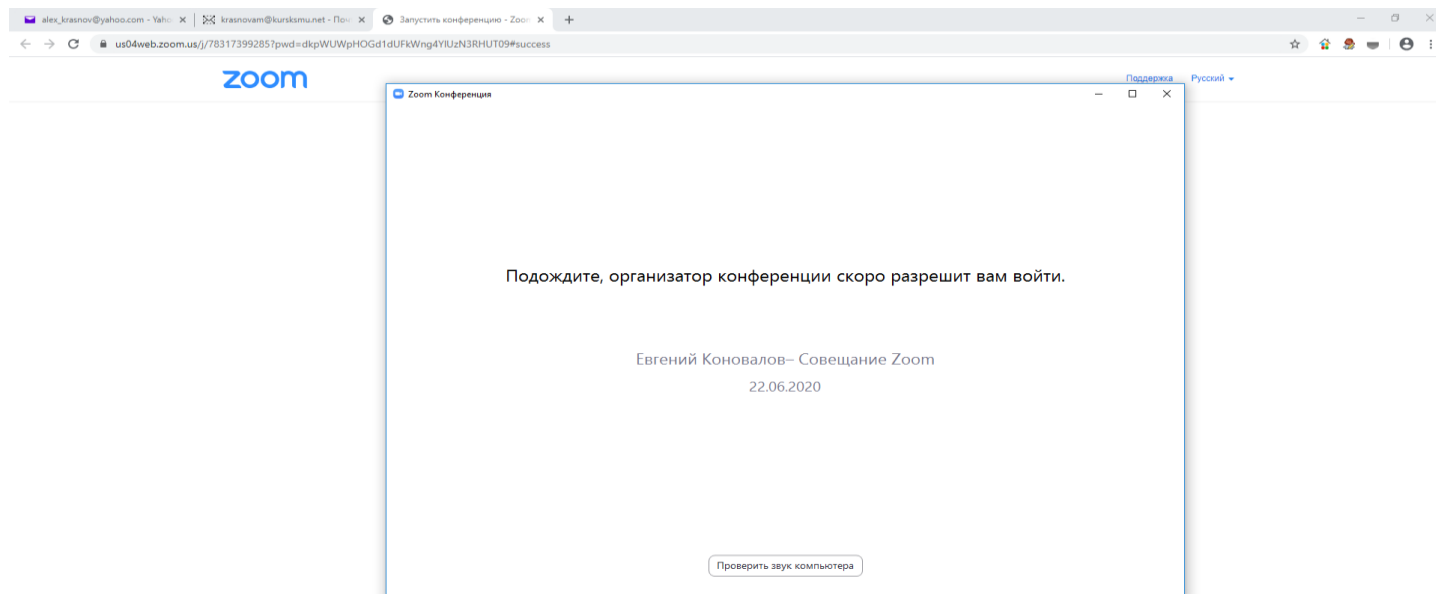 alex_krasnov@yahoo.com - Yaho
krasnovam@kursksmu.net - Поч
Запустить конференцию - Zoom
us04web.zoom.us/j/78317399285?pwd=dkpWUWpHOGd1dUFkWng4YlUzN3RHUT09#success
zoom
Поддержка
Русский
Zoom Конференция
Подождите, организатор конференции скоро разрешит вам войти.
Евгений Коновалов– Совещание Zoom
22.06.2020
Проверить звук компьютера